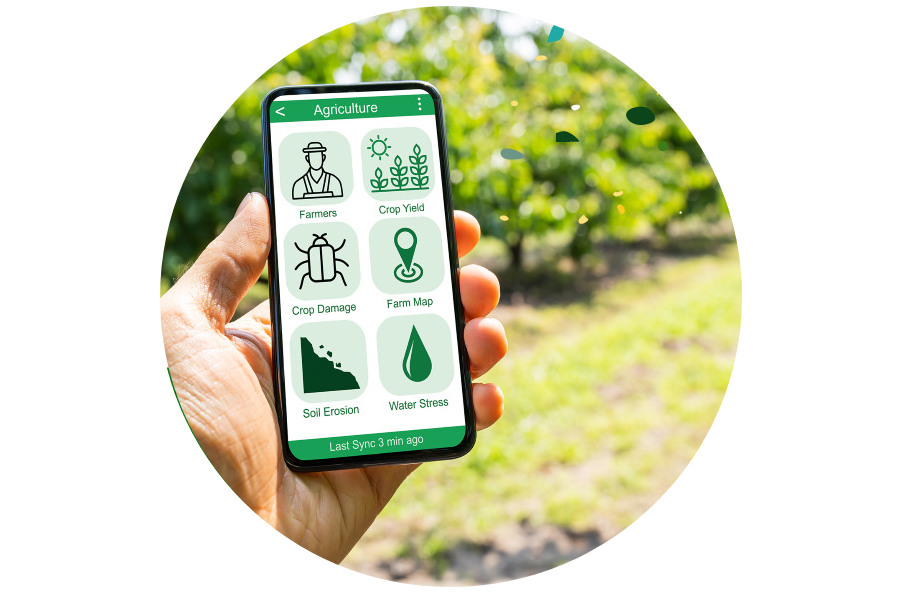 < Agriculture
Farmers
Crop Yield
Crop Damage
Farm Map
Soil Erosion
Water Stress
Last Sync 3 min ago